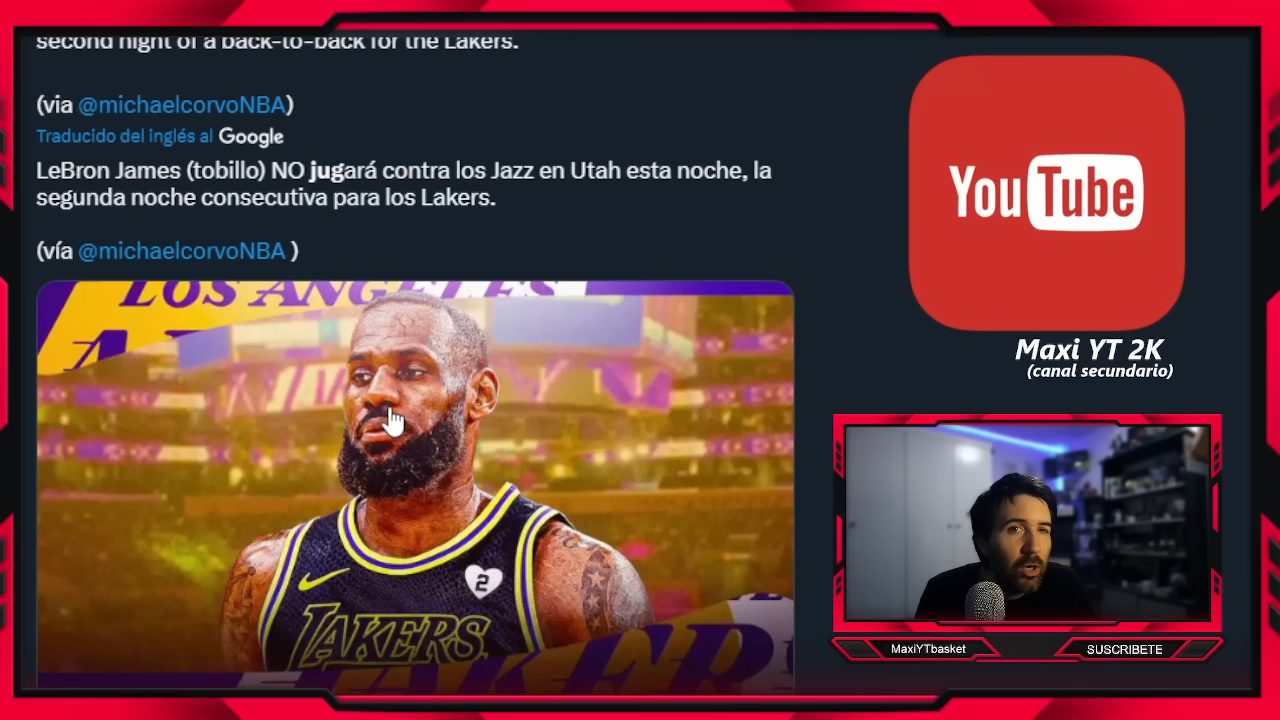 second night of a back-to-back for the Lakers.
(via @michaelcorvoNBA)
Traducido del inglés al Google
LeBron James (tobillo) NO jugará contra los Jazz en Utah esta noche, la
segunda noche consecutiva para los Lakers.
(vía @michaelcorvoNBA )
LOS ANGELES
2
LAKERS
YouTube
Maxi YT 2K
(canal secundario)
MaxiYTbasket
SUSCRIBETE